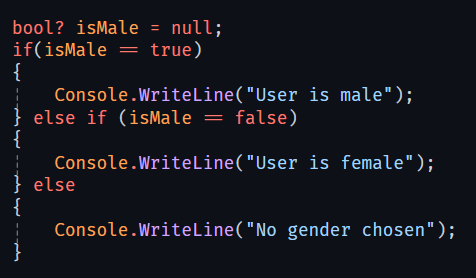 bool? isMale = null;
if(isMale == true)
{
    Console.WriteLine("User is male");
} else if (isMale == false)
{
    Console.WriteLine("User is female");
} else
{
    Console.WriteLine("No gender chosen");
}